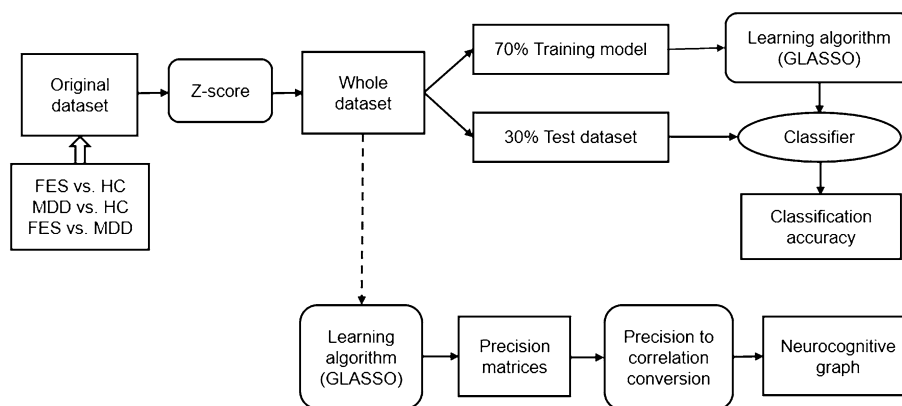 Original
dataset
Z-score
Whole
dataset
70% Training model
Learning algorithm
(GLASSO)
30% Test dataset
Classifier
FES vs. HC
MDD vs. HC
FES vs. MDD
Classification
accuracy
Learning
algorithm
(GLASSO)
Precision
matrices
Precision to
correlation
conversion
Neurocognitive
graph